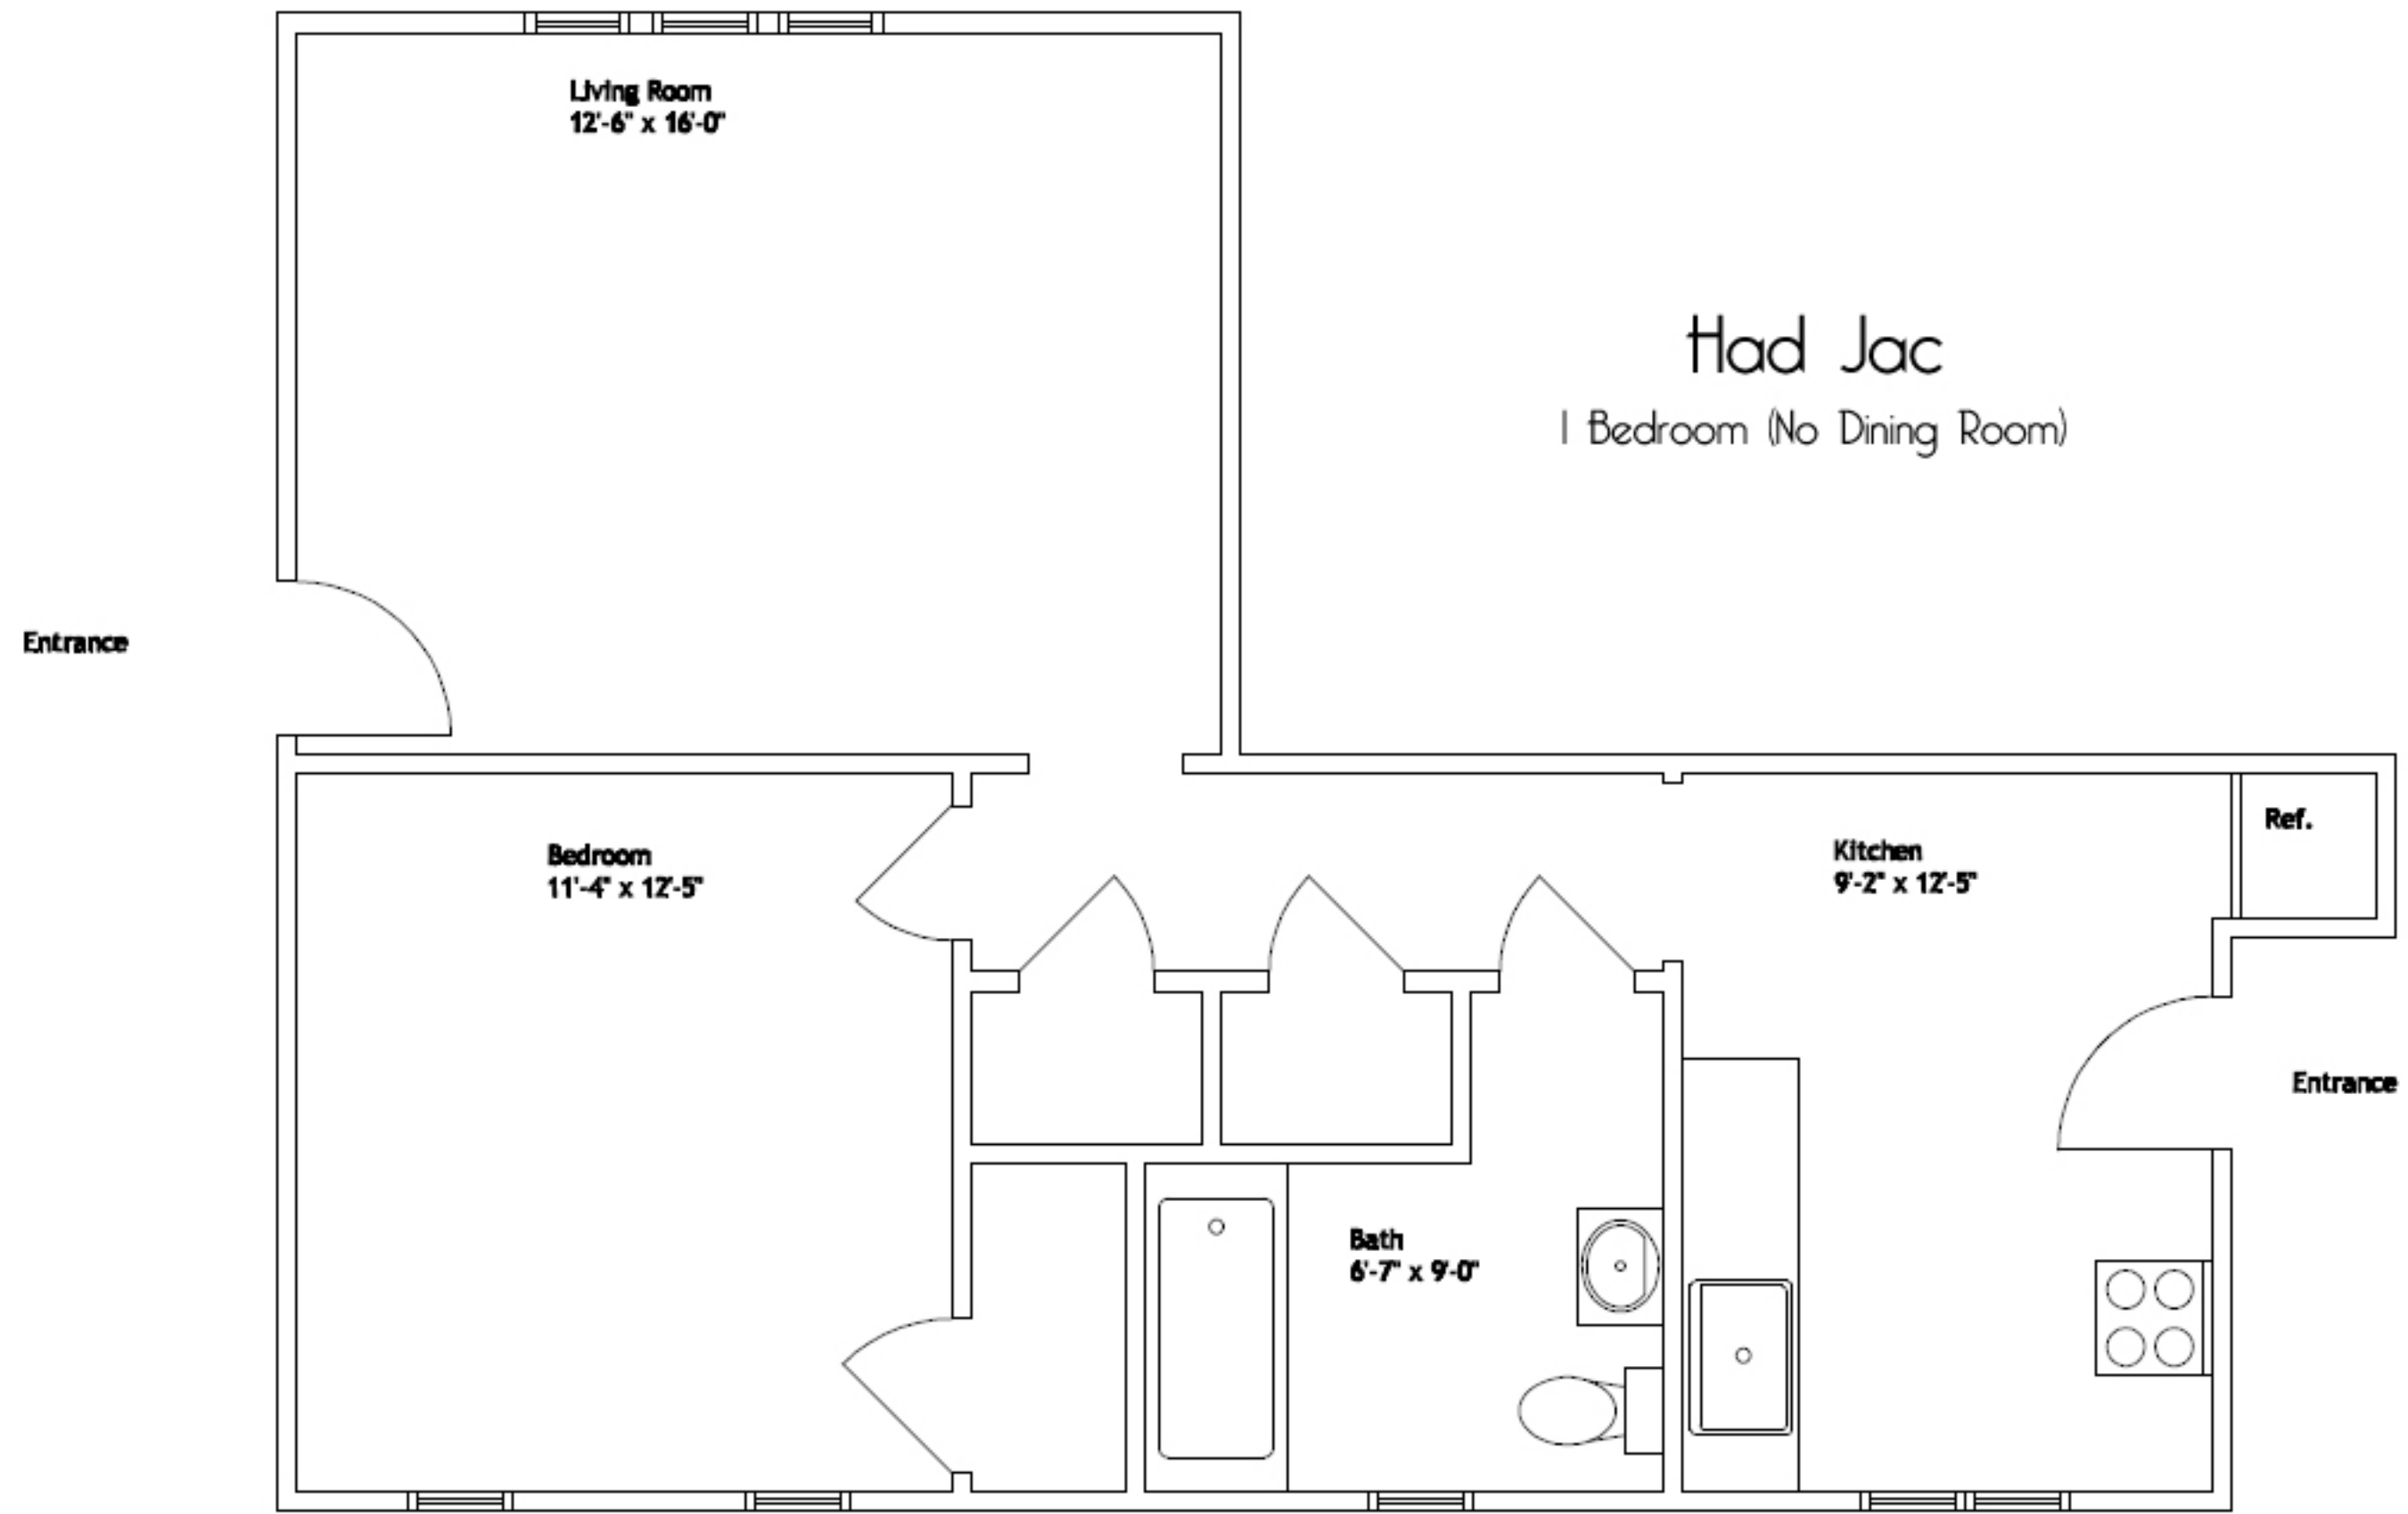 Living Room
12'-6" x 16'-0"
Had Jac
1 Bedroom (No Dining Room)
Entrance
Bedroom
11'-4" x 12'-5"
Kitchen
9'-2" x 12'-5"
Ref.
Entrance
Bath
6'-7" x 9'-0"